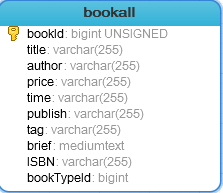 bookall
bookId: bigint UNSIGNED
title: varchar(255)
author: varchar(255)
price: varchar(255)
time: varchar(255)
publish: varchar(255)
tag: varchar(255)
brief: mediumtext
ISBN: varchar(255)
bookTypeId: bigint